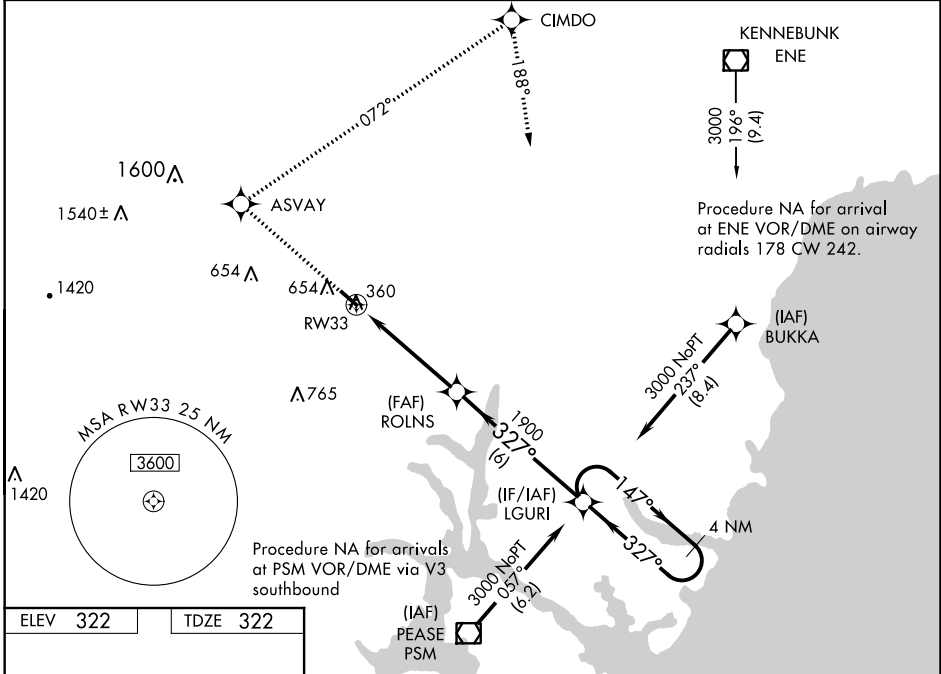 CIMDO
KENNEBUNK
ENE
188°
072°
3000
196°
(9.4)
1600
1540 ±
ASVAY
Procedure NA for arrival
at ENE VOR/DME on airway
radials 178 CW 242.
654
1420
654
360
RW33
(IAF)
BUKKA
3000 NoPT
237°
(8.4)
765
(FAF)
ROLNS
1900
327°
(6)
MSA RW33 25 NM
3600
1420
(IF/IAF)
LGURI
147°
4 NM
327°
Procedure NA for arrivals
at PSM VOR/DME via V3
southbound
3000 NoPT
057°
(6.2)
(IAF)
PEASE
PSM
ELEV 322
TDZE 322